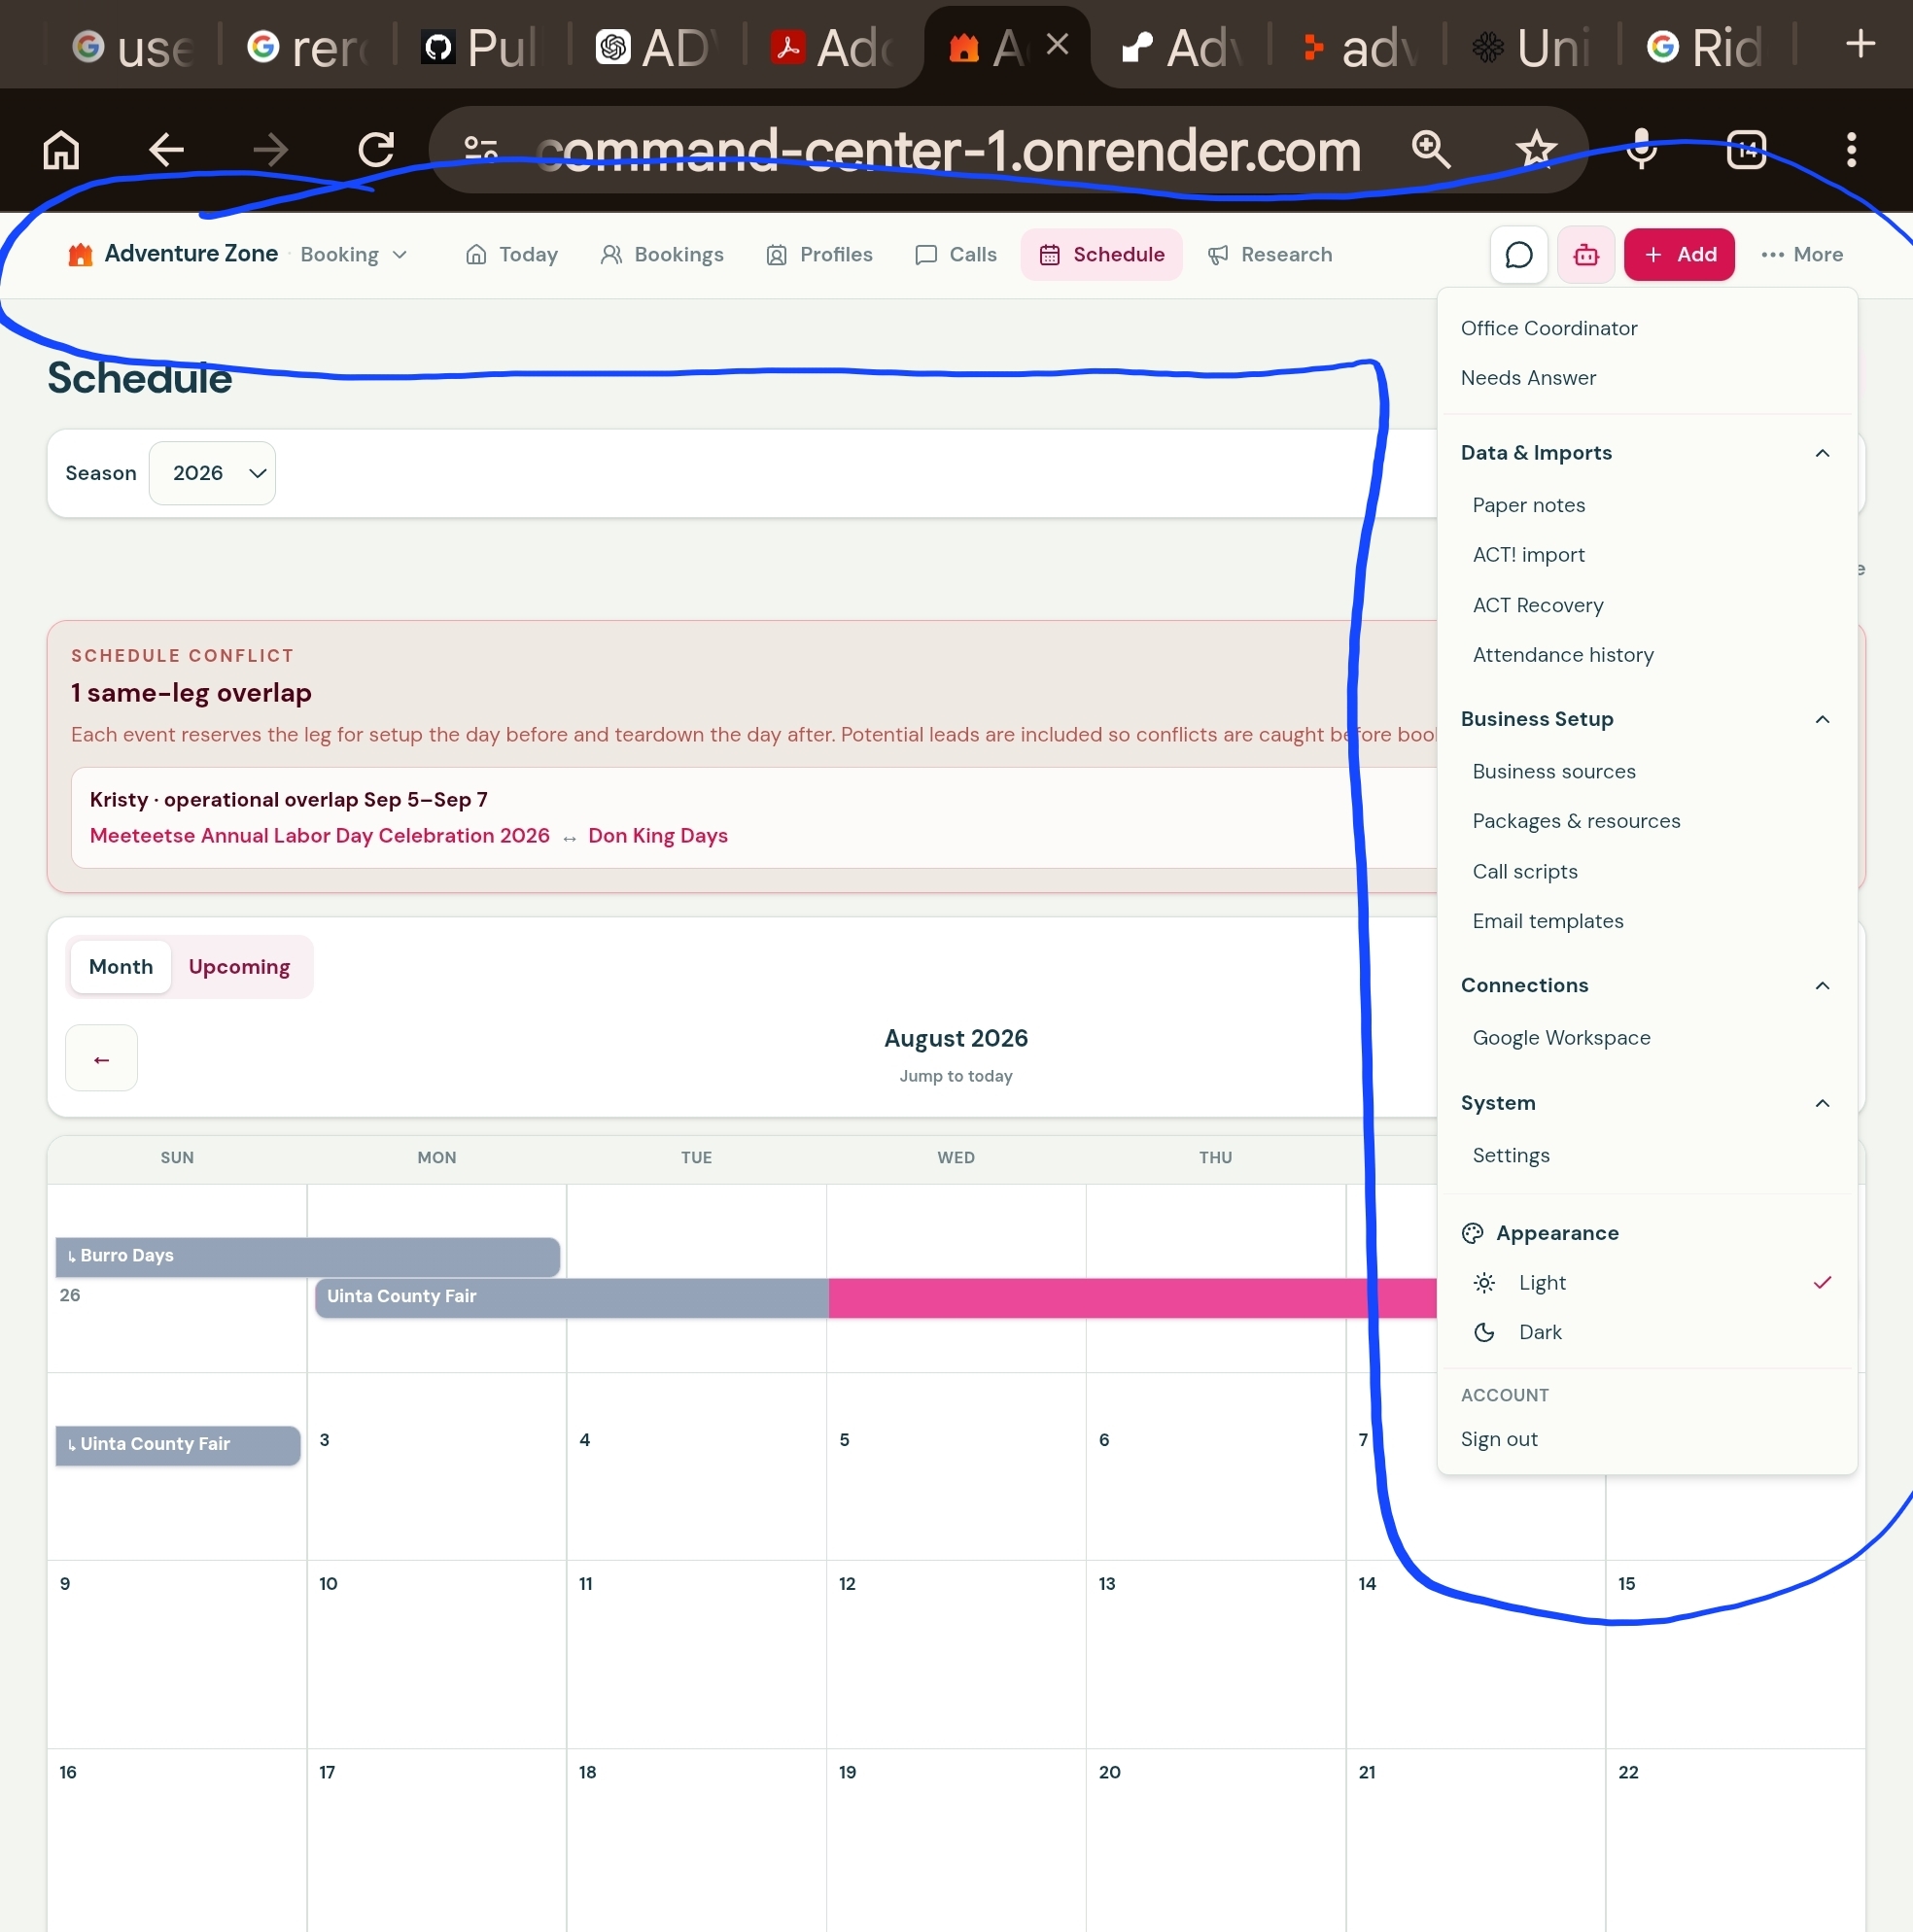 use
rer
Pul
AD
Ado
A
Adv
adv
Uni
Rid
command-center-1.onrender.com
14
Adventure Zone · Booking
Today
Bookings
Profiles
Calls
Schedule
Research
+ Add
··· More
Schedule
Season
2026
SCHEDULE CONFLICT
1 same-leg overlap
Each event reserves the leg for setup the day before and teardown the day after. Potential leads are included so conflicts are caught before boo
Kristy · operational overlap Sep 5–Sep 7
Meeteetse Annual Labor Day Celebration 2026 ↔ Don King Days
Month
Upcoming
←
August 2026
Jump to today
SUN
MON
TUE
WED
THU
↳ Burro Days
26
Uinta County Fair
↳ Uinta County Fair
3
4
5
6
7
9
10
11
12
13
14
15
16
17
18
19
20
21
22
Office Coordinator
Needs Answer
Data & Imports
Paper notes
ACT! import
ACT Recovery
Attendance history
Business Setup
Business sources
Packages & resources
Call scripts
Email templates
Connections
Google Workspace
System
Settings
Appearance
Light
Dark
ACCOUNT
Sign out